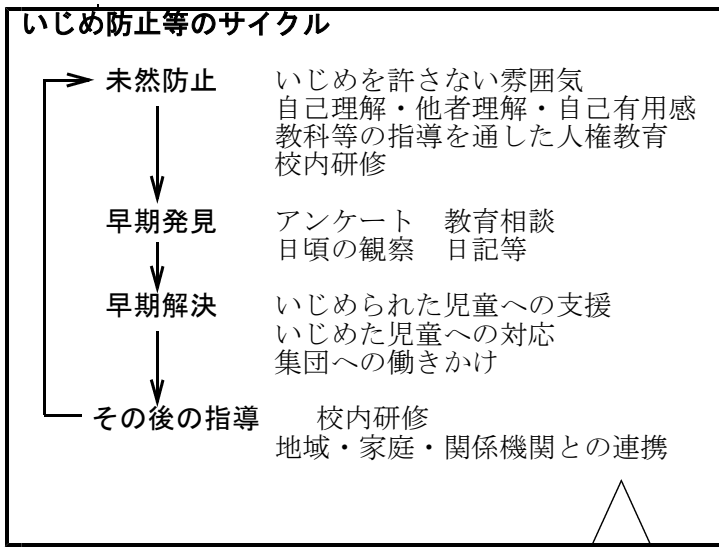 いじめ防止等のサイクル
未然防止 いじめを許さない雰囲気
自己理解・他者理解・自己有用感
教科等の指導を通した人権教育
校内研修
早期発見 アンケート 教育相談
日頃の観察 日記等
早期解決 いじめられた児童への支援
いじめた児童への対応
集団への働きかけ
その後の指導 校内研修
地域・家庭・関係機関との連携